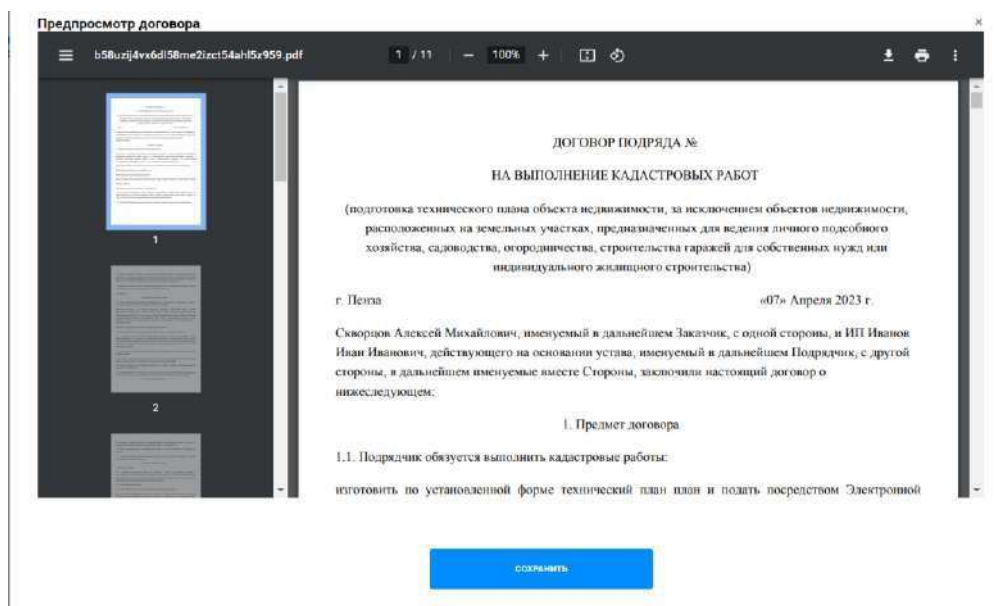 Предпросмотр договора
b58uzij4vx6dl58me2izct54ahl5z959.pdf 1 / 11 — 100% +
ДОГОВОР ПОДРЯДА №
НА ВЫПОЛНЕНИЕ КАДАСТРОВЫХ РАБОТ
(подготовка технического плана объекта недвижимости, за исключением объектов недвижимости,
расположенных на земельных участках, предназначенных для ведения личного подсобного
хозяйства, садоводства, огородничества, строительства гаражей для собственных нужд или
индивидуального жилищного строительства)
г. Пенза «07» Апреля 2023 г.
Скворцов Алексей Михайлович, именуемый в дальнейшем Заказчик, с одной стороны, и ИП Иванов
Иван Иванович, действующего на основании устава, именуемый в дальнейшем Подрядчик, с другой
стороны, в дальнейшем именуемые вместе Стороны, заключили настоящий договор о
нижеследующем:
1. Предмет договора
1.1. Подрядчик обязуется выполнить кадастровые работы:
изготовить по установленной форме технический план план и подать посредством Электронной
1
2
СОХРАНИТЬ